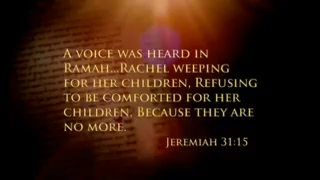 A VOICE WAS HEARD IN
RAMAH...RACHEL WEEPING
FOR HER CHILDREN, REFUSING
TO BE COMFORTED FOR HER
CHILDREN, BECAUSE THEY ARE
NO MORE.
JEREMIAH 31:15